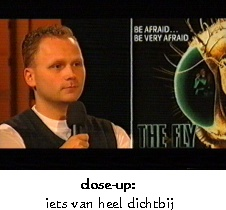 BE AFRAID...
BE VERY AFRAID
THE FLY
close-up:
iets van heel dichtbij